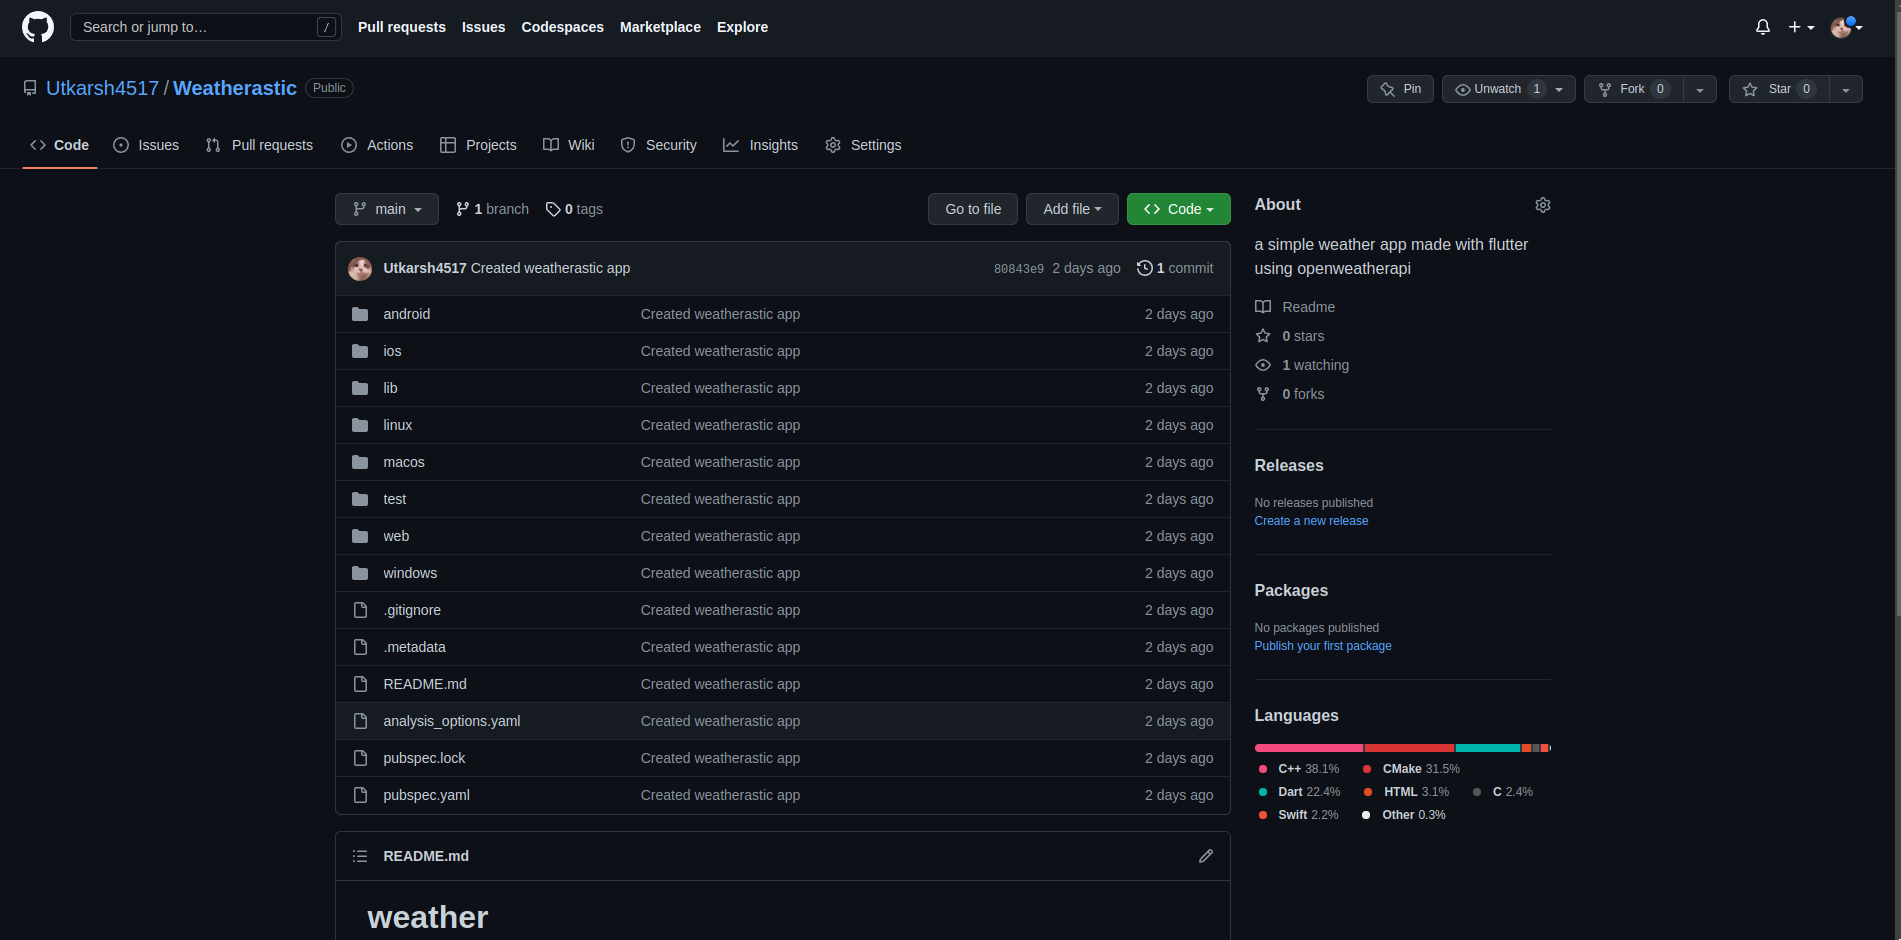 Search or jump to… /
Pull requests Issues Codespaces Marketplace Explore
Utkarsh4517 / Weatherastic Public
Pin Unwatch 1 Fork 0 Star 0
Code Issues Pull requests Actions Projects Wiki Security Insights Settings
main 1 branch 0 tags Go to file Add file Code
Utkarsh4517 Created weatherastic app 80843e9 2 days ago 1 commit
android Created weatherastic app 2 days ago
ios Created weatherastic app 2 days ago
lib Created weatherastic app 2 days ago
linux Created weatherastic app 2 days ago
macos Created weatherastic app 2 days ago
test Created weatherastic app 2 days ago
web Created weatherastic app 2 days ago
windows Created weatherastic app 2 days ago
.gitignore Created weatherastic app 2 days ago
.metadata Created weatherastic app 2 days ago
README.md Created weatherastic app 2 days ago
analysis_options.yaml Created weatherastic app 2 days ago
pubspec.lock Created weatherastic app 2 days ago
pubspec.yaml Created weatherastic app 2 days ago
README.md
weather
About
a simple weather app made with flutter
using openweatherapi
Readme
0 stars
1 watching
0 forks
Releases
No releases published
Create a new release
Packages
No packages published
Publish your first package
Languages
C++ 38.1% CMake 31.5%
Dart 22.4% HTML 3.1% C 2.4%
Swift 2.2% Other 0.3%